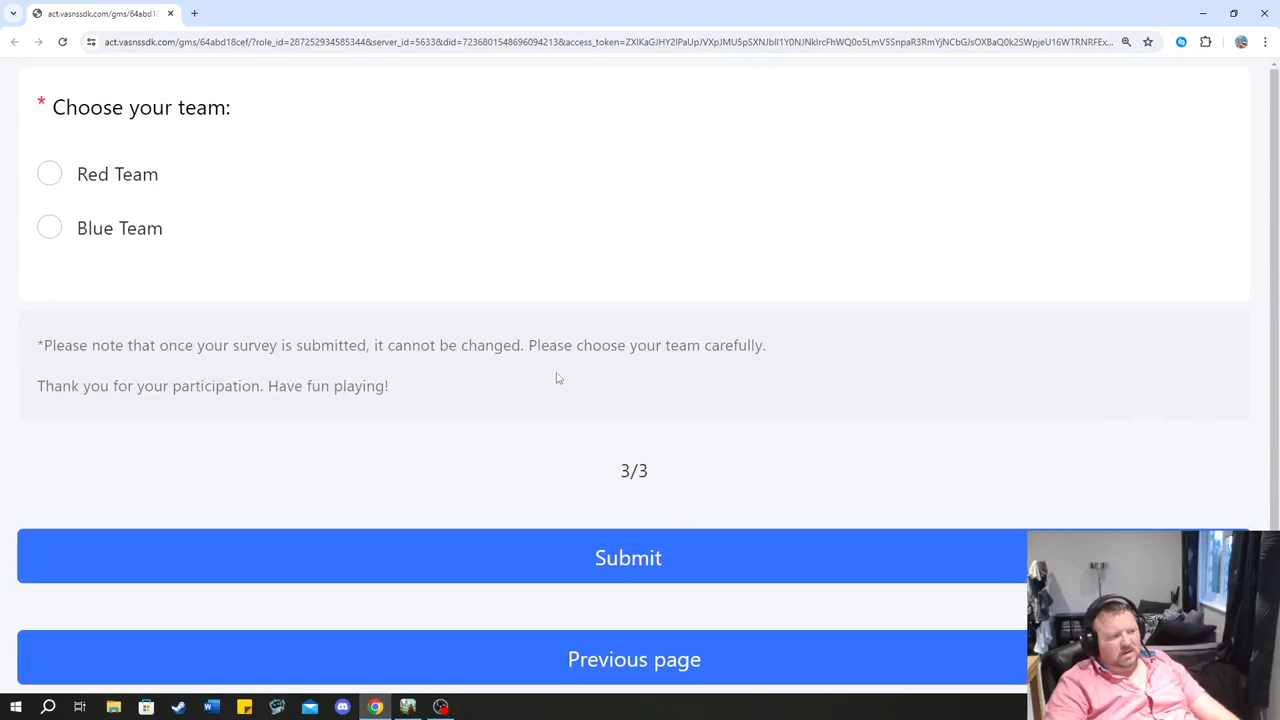 act.vasnssdk.com/gms/64abd1
act.vasnssdk.com/gms/64abd18cef/?role_id=287252934585344&server_id=5633&did=7236801548696094213&access_token=
* Choose your team:
Red Team
Blue Team
*Please note that once your survey is submitted, it cannot be changed. Please choose your team carefully.
Thank you for your participation. Have fun playing!
3/3
Submit
Previous page